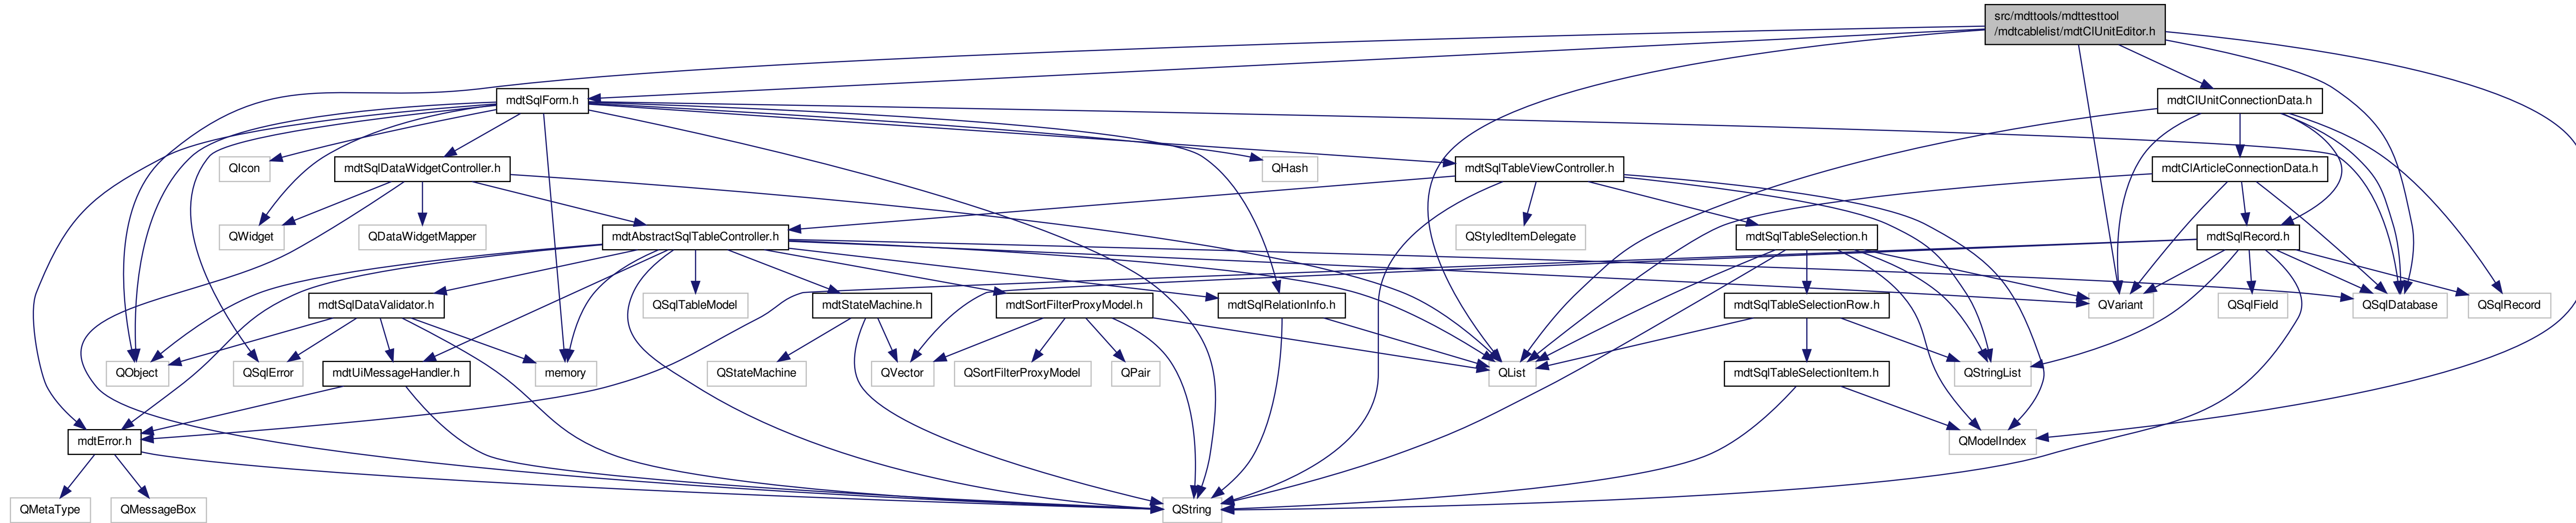 src/mdttools/mdttesttool
/mdtcablelist/mdtClUnitEditor.h
mdtSqlForm.h
mdtClUnitConnectionData.h
QIcon
mdtSqlDataWidgetController.h
QHash
mdtSqlTableViewController.h
mdtClArticleConnectionData.h
QWidget
QDataWidgetMapper
mdtAbstractSqlTableController.h
QStyledItemDelegate
mdtSqlTableSelection.h
mdtSqlRecord.h
mdtSqlDataValidator.h
QSqlTableModel
mdtStateMachine.h
mdtSortFilterProxyModel.h
mdtSqlRelationInfo.h
mdtSqlTableSelectionRow.h
QVariant
QSqlField
QSqlDatabase
QSqlRecord
QObject
QSqlError
mdtUiMessageHandler.h
memory
QStateMachine
QVector
QSortFilterProxyModel
QPair
QList
mdtSqlTableSelectionItem.h
QStringList
mdtError.h
QModelIndex
QMetaType
QMessageBox
QString